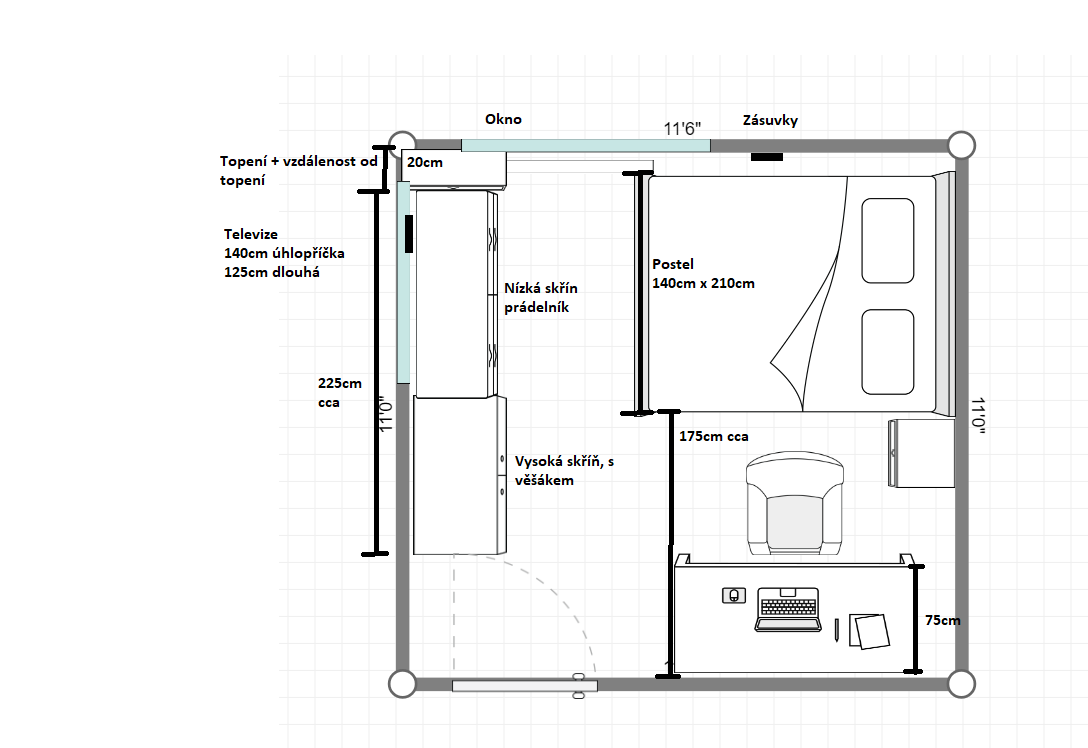 Okno
Zásuvky
11'6"
Topení + vzdálenost od
topení
20cm
Televize
140cm úhlopříčka
125cm dlouhá
Postel
140cm x 210cm
Nízká skřín
prádelník
225cm
cca
11'0"
11'0"
175cm cca
Vysoká skříň, s
věšákem
75cm